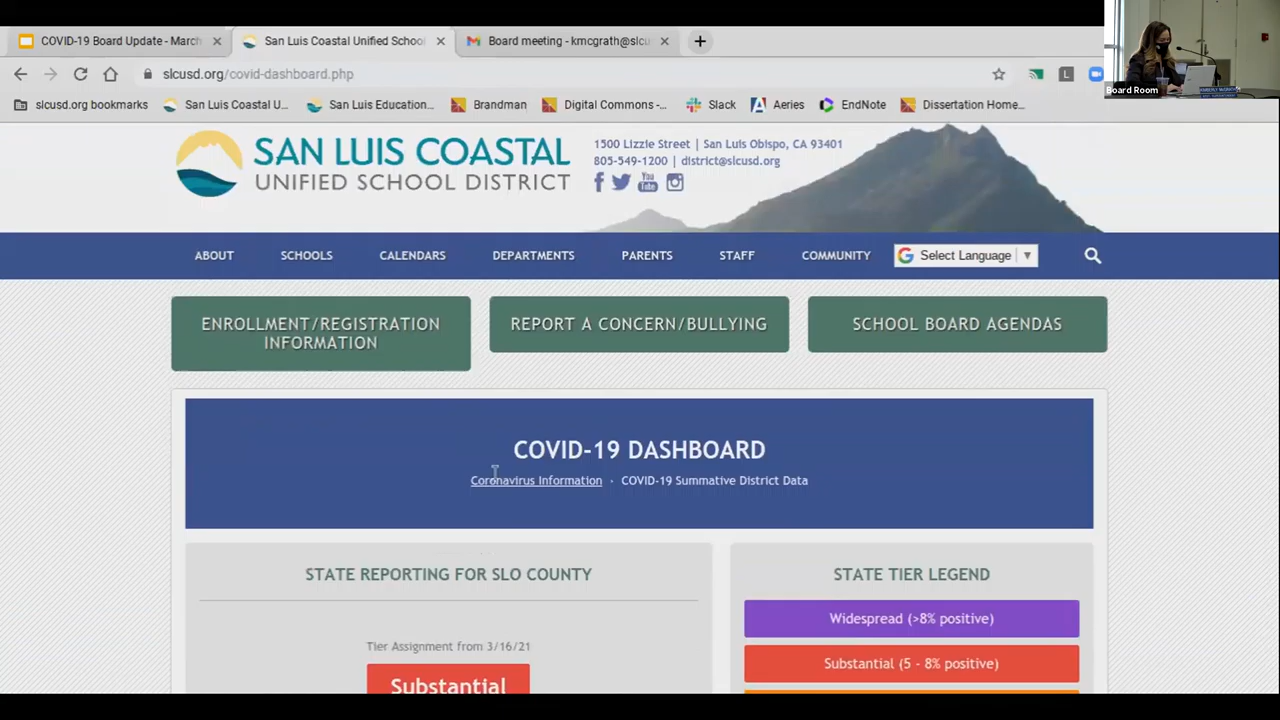 COVID-19 Board Update - March
San Luis Coastal Unified School
Board meeting - kmcgrath@slc
slcusd.org/covid-dashboard.php
slcusd.org bookmarks
San Luis Coastal U...
San Luis Education...
Brandman
Digital Commons -...
Slack
Aeries
EndNote
Dissertation Home...
Board Room
SAN LUIS COASTAL
UNIFIED SCHOOL DISTRICT
1500 Lizzie Street | San Luis Obispo, CA 93401
805-549-1200 | district@slcusd.org
You
Tube
ABOUT
SCHOOLS
CALENDARS
DEPARTMENTS
PARENTS
STAFF
COMMUNITY
Select Language
ENROLLMENT/REGISTRATION
INFORMATION
REPORT A CONCERN/BULLYING
SCHOOL BOARD AGENDAS
COVID-19 DASHBOARD
Coronavirus Information · COVID-19 Summative District Data
STATE REPORTING FOR SLO COUNTY
Tier Assignment from 3/16/21
Substantial
STATE TIER LEGEND
Widespread (>8% positive)
Substantial (5 - 8% positive)